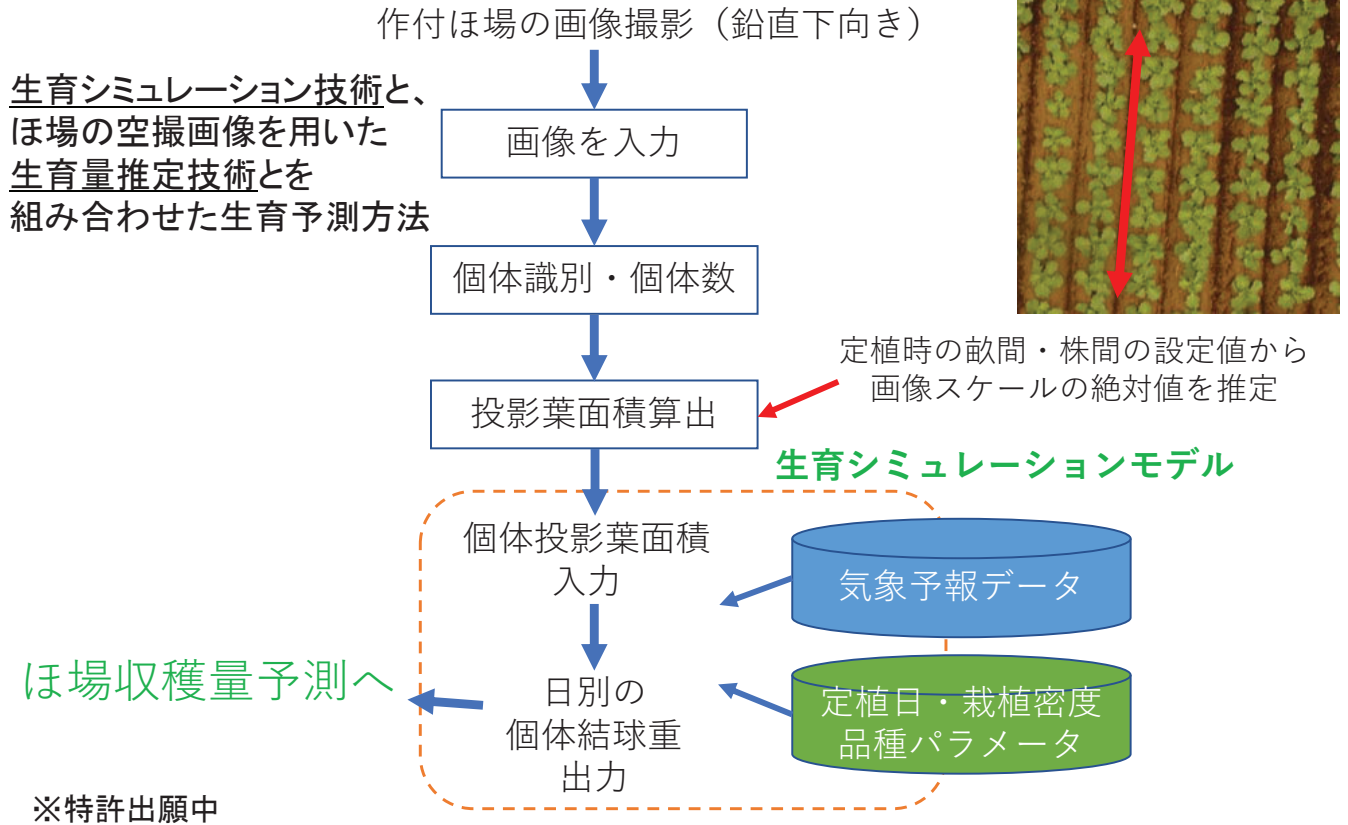 作付ほ場の画像撮影（鉛直下向き）
生育シミュレーション技術と、
ほ場の空撮画像を用いた
生育量推定技術とを
組み合わせた生育予測方法
画像を入力
個体識別・個体数
定植時の畝間・株間の設定値から
画像スケールの絶対値を推定
投影葉面積算出
生育シミュレーションモデル
個体投影葉面積
入力
気象予報データ
ほ場収穫量予測へ
日別の
個体結球重
出力
定植日・栽植密度
品種パラメータ
※特許出願中